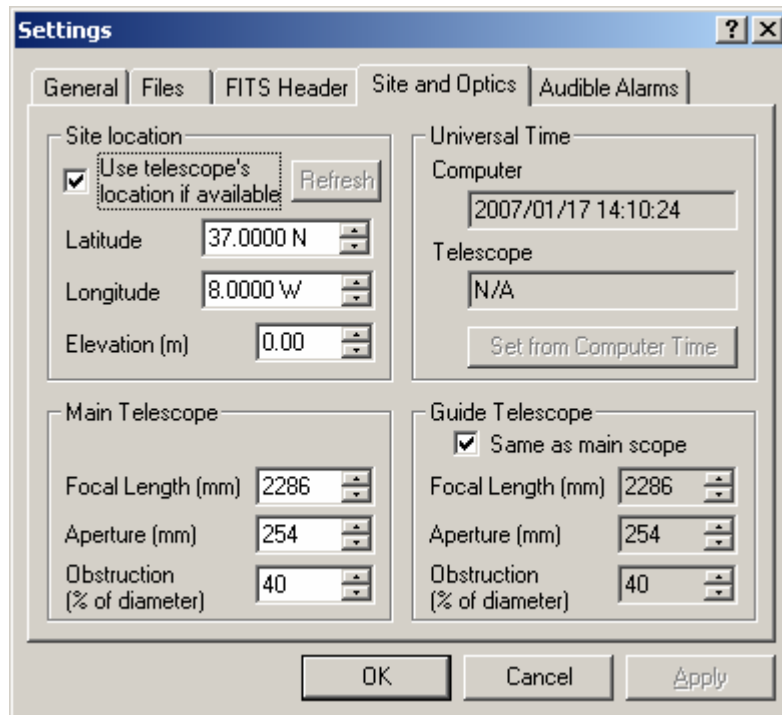 Settings
General Files FITS Header Site and Optics Audible Alarms
Site location
Use telescope's
location if available
Refresh
Latitude 37.0000 N
Longitude 8.0000 W
Elevation (m) 0.00
Universal Time
Computer
2007/01/17 14:10:24
Telescope
N/A
Set from Computer Time
Main Telescope
Focal Length (mm) 2286
Aperture (mm) 254
Obstruction
(% of diameter) 40
Guide Telescope
Same as main scope
Focal Length (mm) 2286
Aperture (mm) 254
Obstruction
(% of diameter) 40
OK Cancel Apply